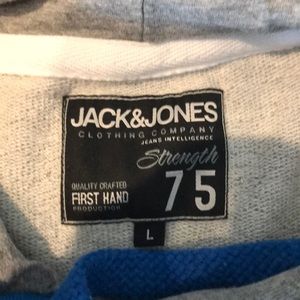 JACK&JONES
CLOTHING COMPANY
JEANS INTELLIGENCE
Strength
QUALITY CRAFTED
FIRST HAND
PRODUCTION
75
L